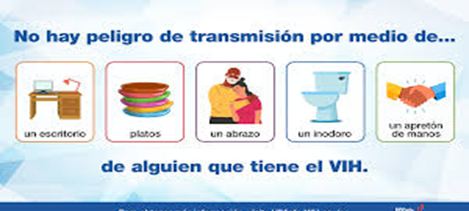 No hay peligro de transmisión por medio de...
un escritorio
platos
un abrazo
un inodoro
un apretón
de manos
de alguien que tiene el VIH.